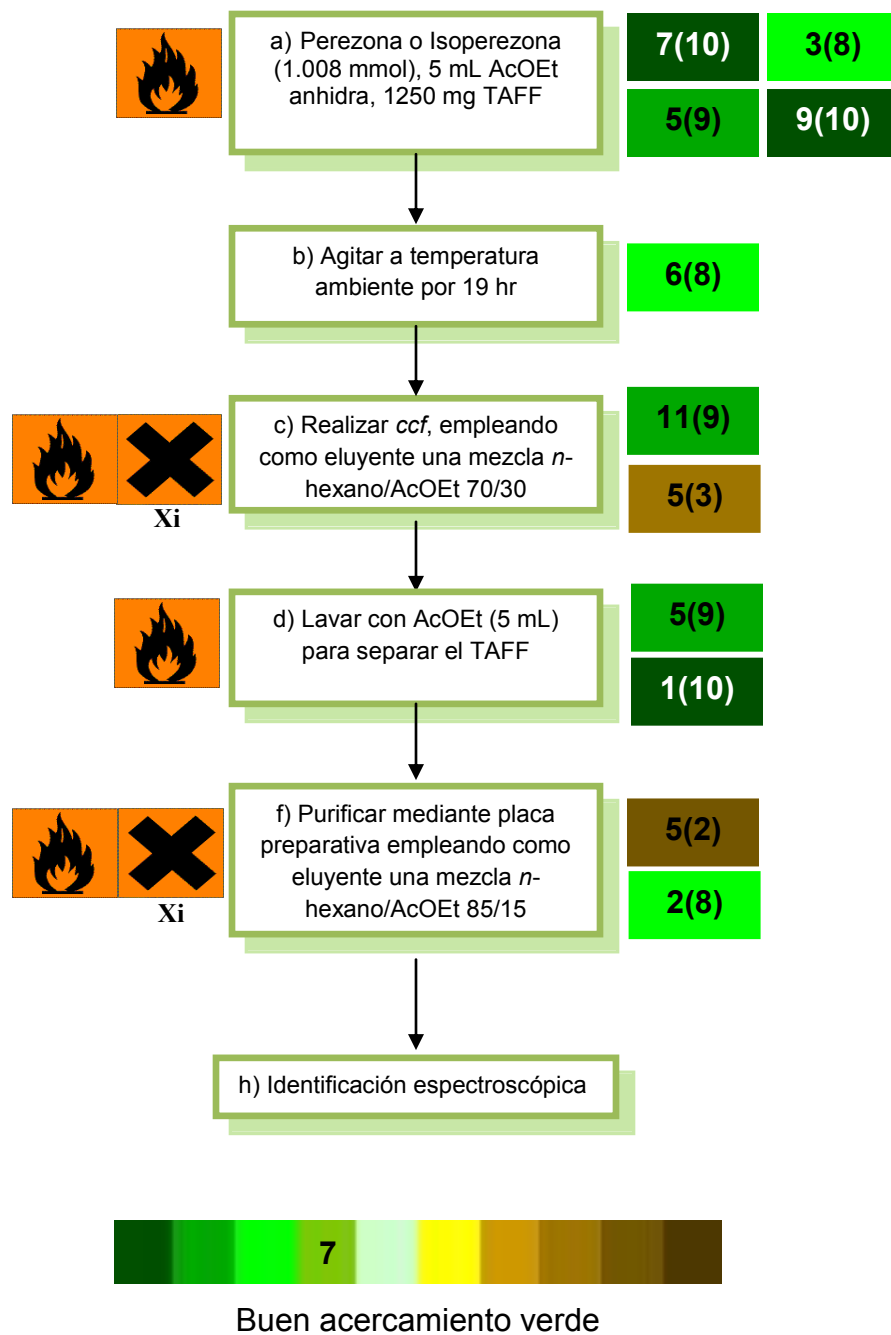 a) Perezona o Isoperezona
(1.008 mmol), 5 mL AcOEt
anhidra, 1250 mg TAFF
7(10)
3(8)
5(9)
9(10)
b) Agitar a temperatura
ambiente por 19 hr
6(8)
Xi
c) Realizar ccf, empleando
como eluyente una mezcla n-
hexano/AcOEt 70/30
11(9)
5(3)
d) Lavar con AcOEt (5 mL)
para separar el TAFF
5(9)
1(10)
Xi
f) Purificar mediante placa
preparativa empleando como
eluyente una mezcla n-
hexano/AcOEt 85/15
5(2)
2(8)
h) Identificación espectroscópica
7
Buen acercamiento verde